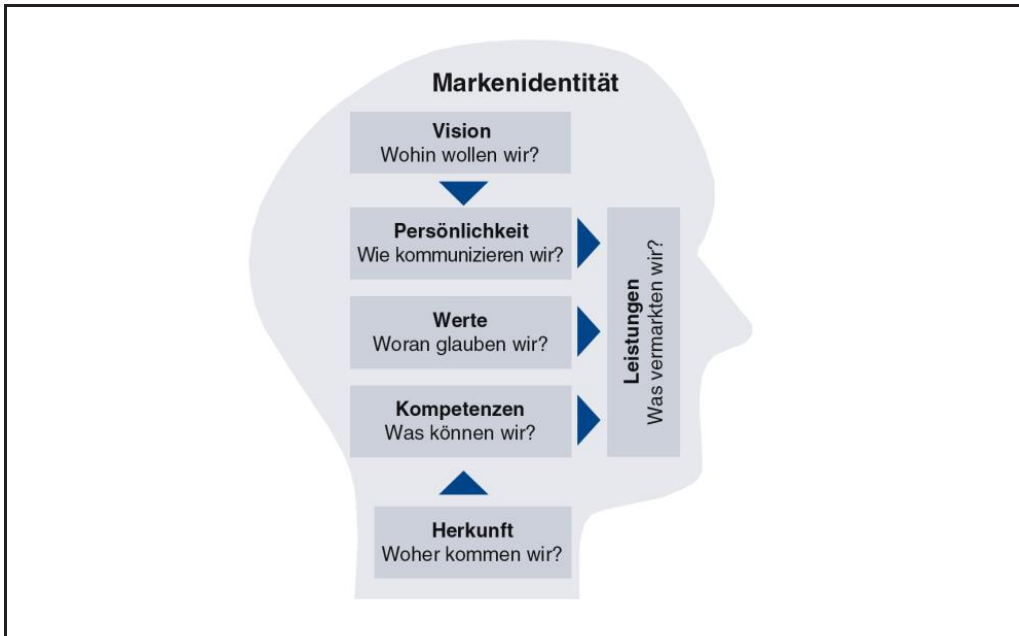 Markenidentität
Vision
Wohin wollen wir?
Persönlichkeit
Wie kommunizieren wir?
Werte
Woran glauben wir?
Kompetenzen
Was können wir?
Herkunft
Woher kommen wir?
Leistungen
Was vermarkten wir?